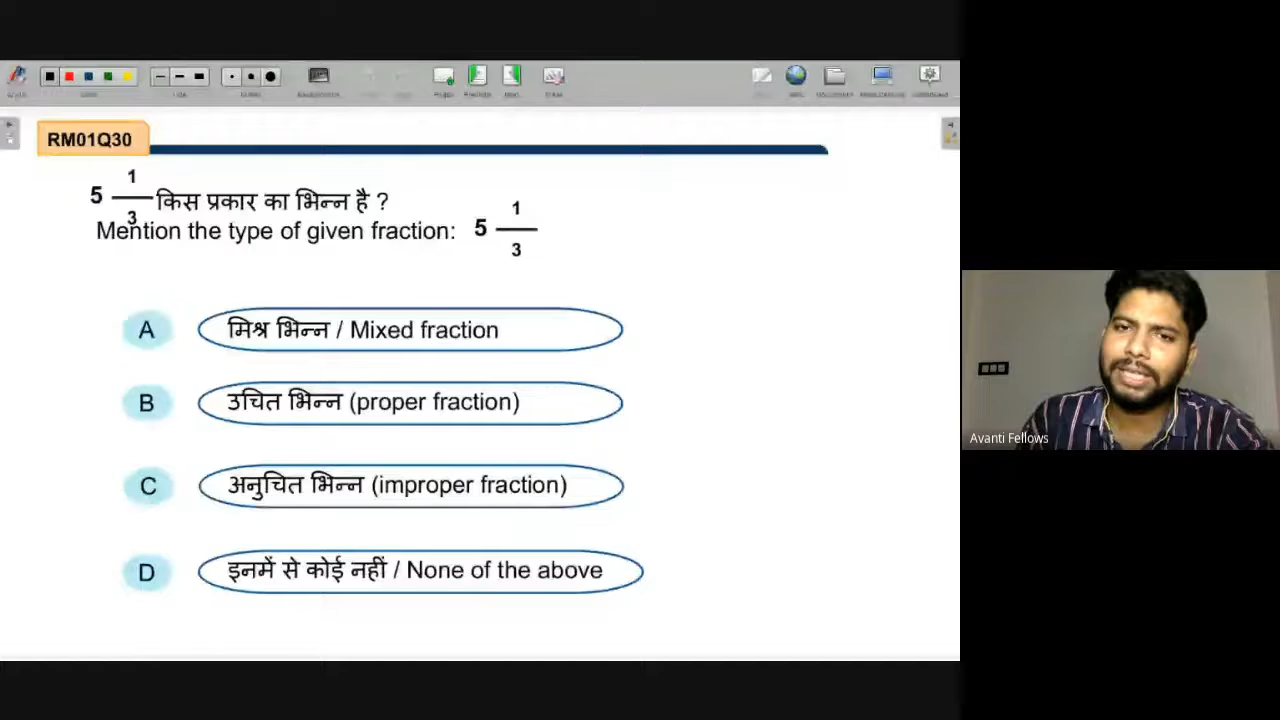 RM01Q30
5 1/3 किस प्रकार का भिन्न है ?
Mention the type of given fraction: 5 1/3
A मिश्र भिन्न / Mixed fraction
B उचित भिन्न (proper fraction)
C अनुचित भिन्न (improper fraction)
D इनमें से कोई नहीं / None of the above
Avanti Fellows